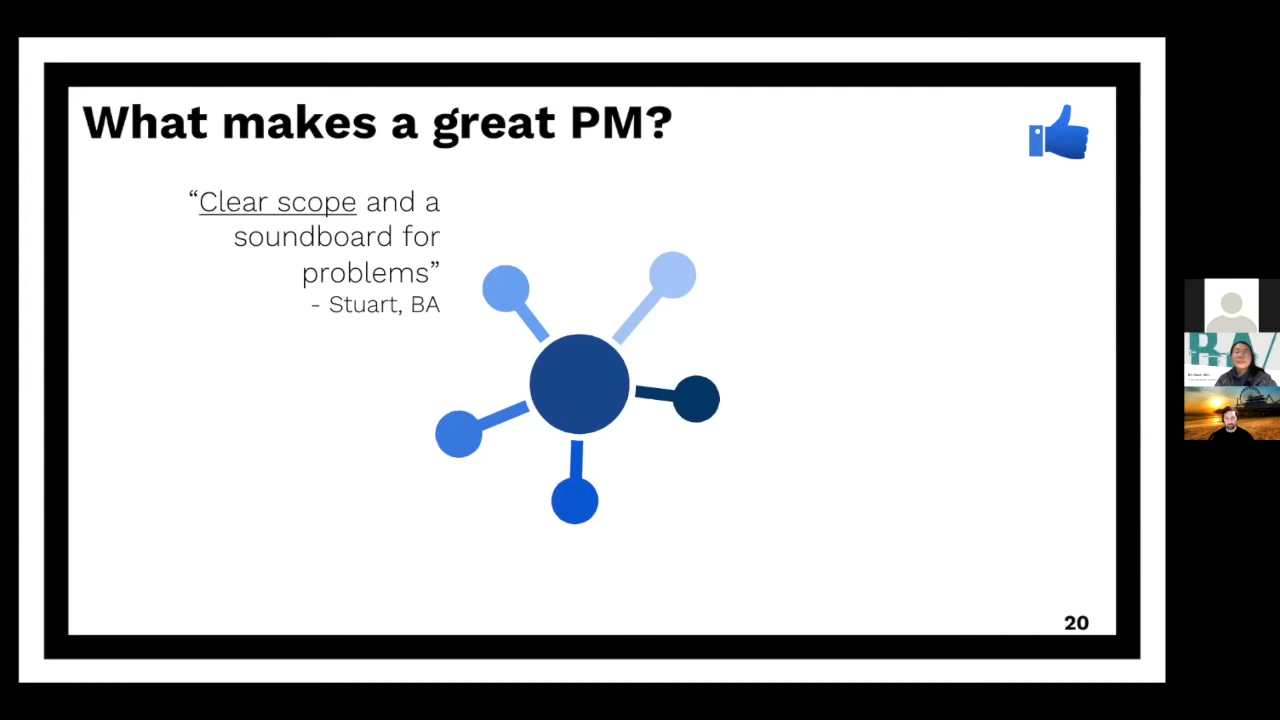 What makes a great PM?
“Clear scope and a
soundboard for
problems”
- Stuart, BA
20